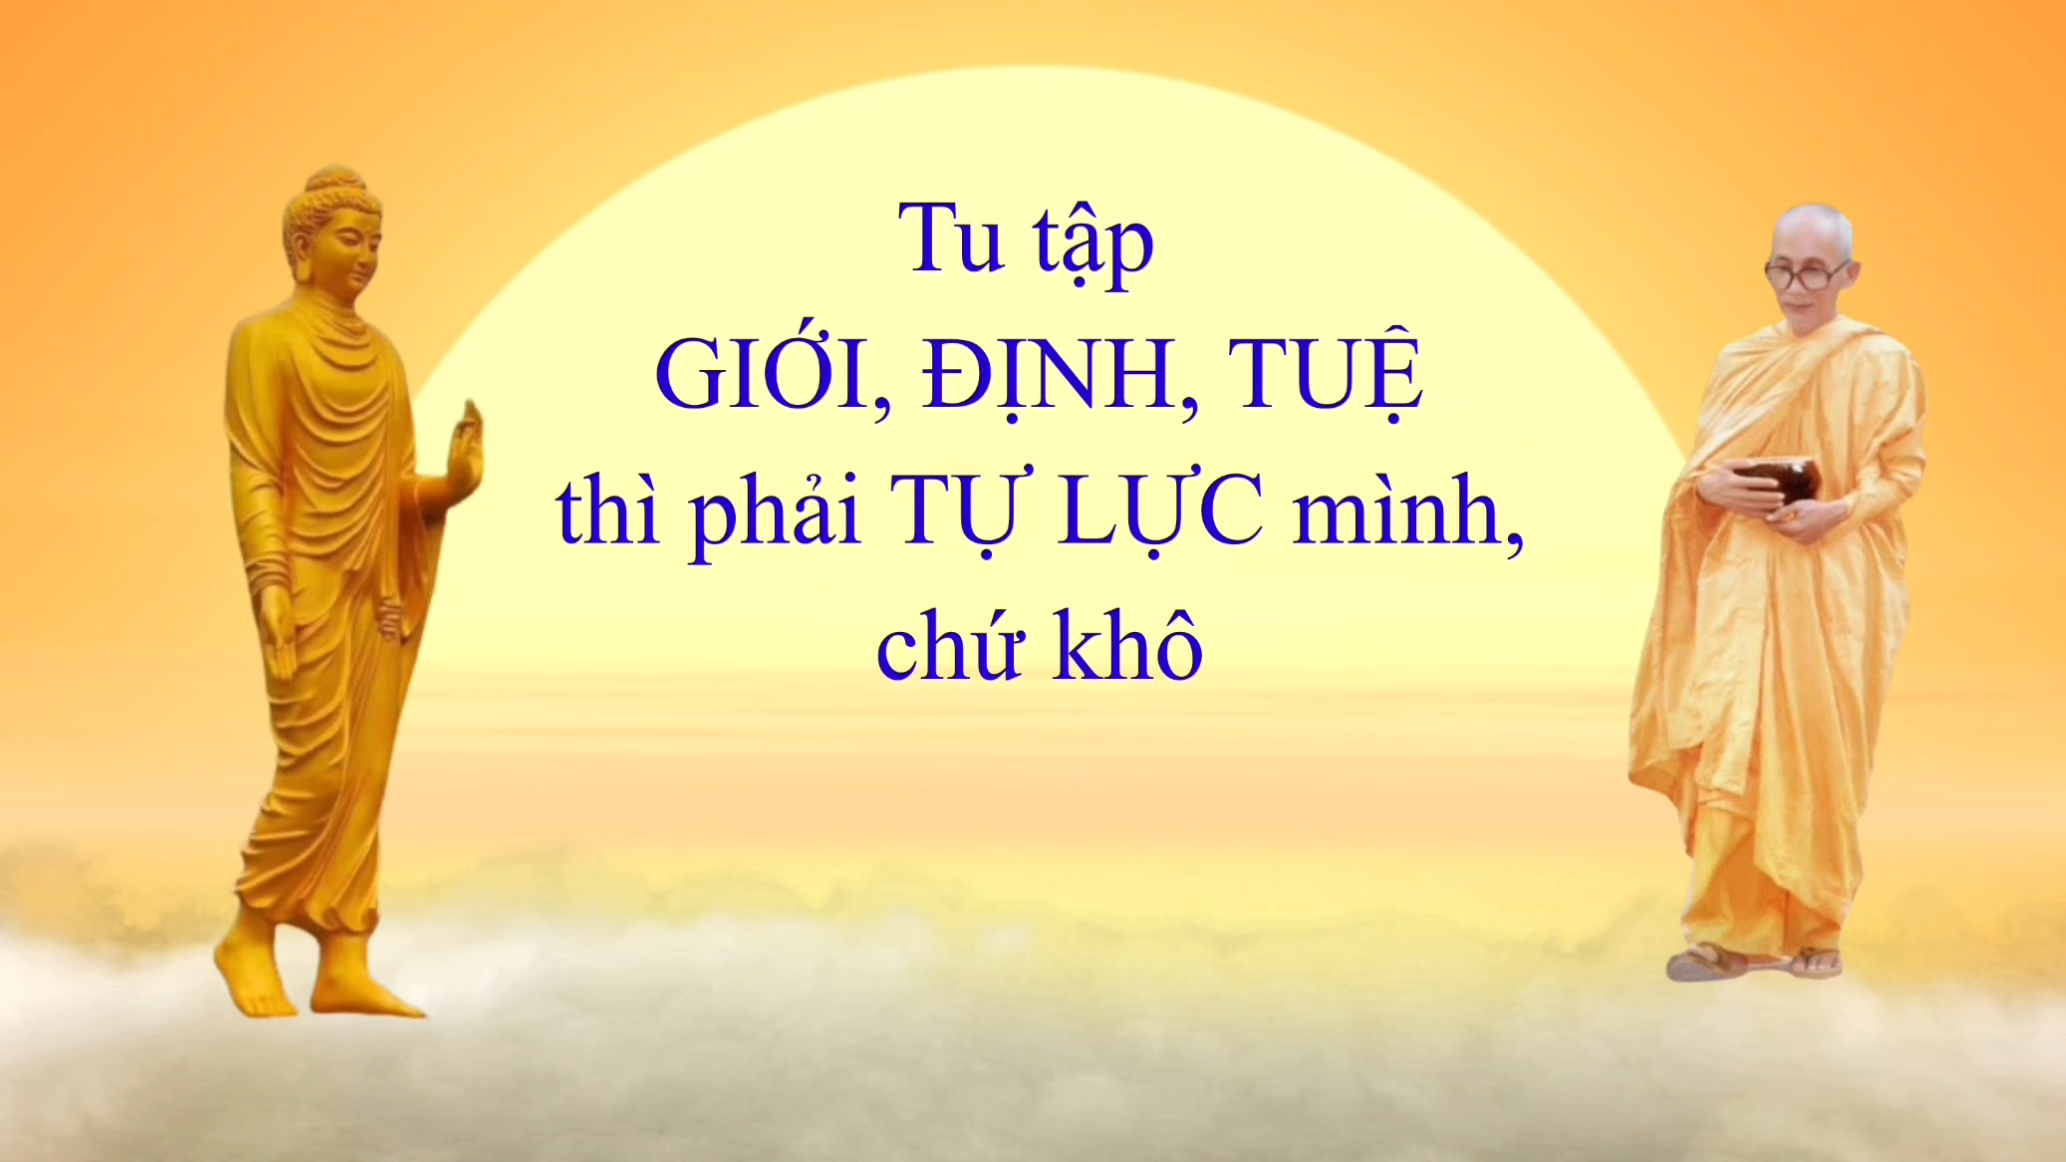 Tu tập
GIỚI, ĐỊNH, TUỆ
thì phải TỰ LỰC mình,
chứ khô